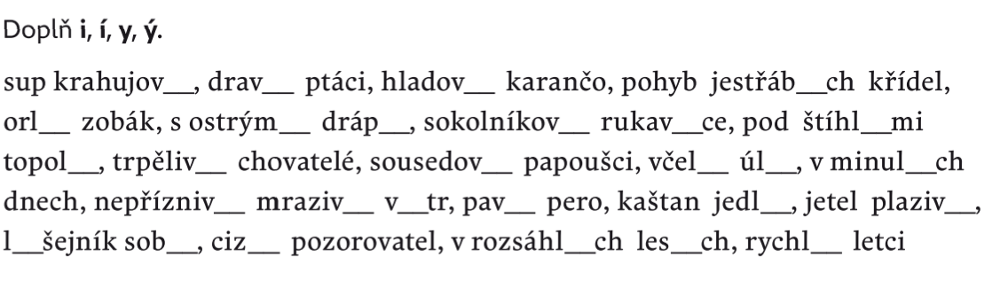 Doplň i, í, y, ý.
sup krahujov__, drav__ ptáci, hladov__ karančo, pohyb jestřáb__ch křídel,
orl__ zobák, s ostrým__ dráp__, sokolníkov__ rukav__ce, pod štíhl__mi
topol__, trpěliv__ chovatelé, sousedov__ papoušci, včel__ úl__, v minul__ch
dnech, nepřízniv__ mraziv__ v__tr, pav__ pero, kaštan jedl__, jetel plaziv__,
l__šejník sob__, ciz__ pozorovatel, v rozsáhl__ch les__ch, rychl__ letci